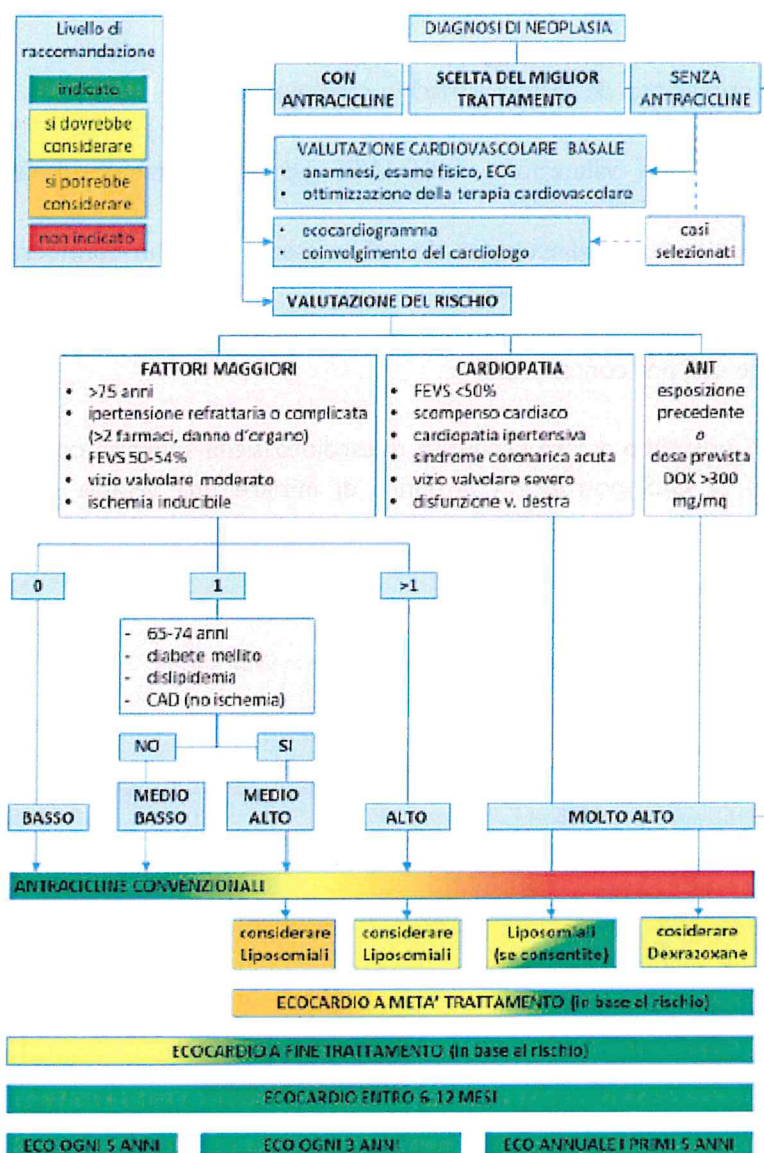 Livello di
raccomandazione
indicato
si dovrebbe
considerare
si potrebbe
considerare
non indicato
DIAGNOSI DI NEOPLASIA
CON
ANTRACICLINE
SCELTA DEL MIGLIOR
TRATTAMENTO
SENZA
ANTRACICLINE
VALUTAZIONE CARDIOVASCOLARE BASALE
• anamnesi, esame fisico, ECG
• ottimizzazione della terapia cardiovascolare
• ecocardiogramma
• coinvolgimento del cardiologo
casi
selezionati
VALUTAZIONE DEL RISCHIO
FATTORI MAGGIORI
• >75 anni
• ipertensione refrattaria o complicata
(>2 farmaci, danno d'organo)
• FEVS 50-54%
• vizio valvolare moderato
• ischemia inducibile
CARDIOPATIA
• FEVS <50%
• scompenso cardiaco
• cardiopatia ipertensiva
• sindrome coronarica acuta
• vizio valvolare severo
• disfunzione v. destra
ANT
esposizione
precedente
o
dose prevista
DOX >300
mg/mq
0
1
>1
- 65-74 anni
- diabete mellito
- dislipidemia
- CAD (no ischemia)
NO
SI
BASSO
MEDIO
BASSO
MEDIO
ALTO
ALTO
MOLTO ALTO
ANTRACICLINE CONVENZIONALI
considerare
Liposomiali
considerare
Liposomiali
Liposomiali
(se consentite)
cosiderare
Dexrazoxane
ECOCARDIO A META' TRATTAMENTO (in base al rischio)
ECOCARDIO A FINE TRATTAMENTO (in base al rischio)
ECOCARDIO ENTRO 6-12 MESI
ECO OGNI 5 ANNI
ECO OGNI 3 ANNI
ECO ANNUALE I PRIMI 5 ANNI